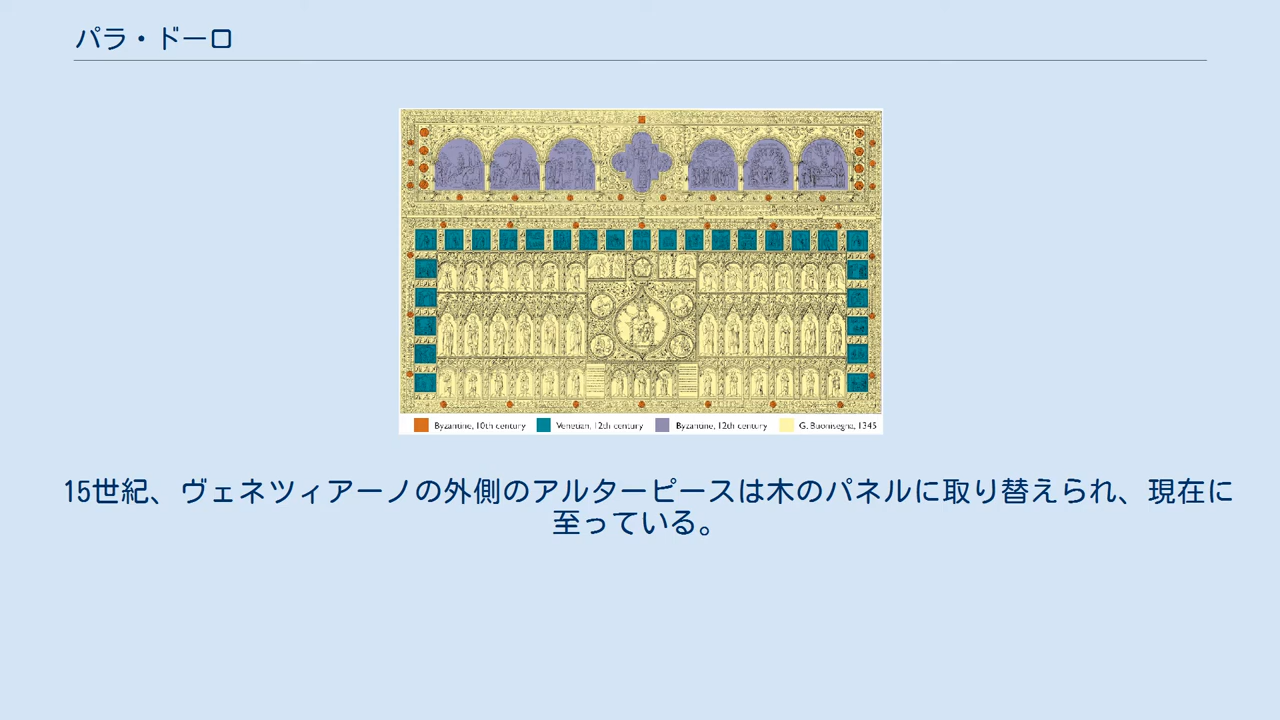 パラ・ドーロ
Byzantine, 10th century
Venetian, 12th century
Byzantine, 12th century
G. Buonisegna, 1345
15世紀、ヴェネツィアーノの外側のアルターピースは木のパネルに取り替えられ、現在に
至っている。